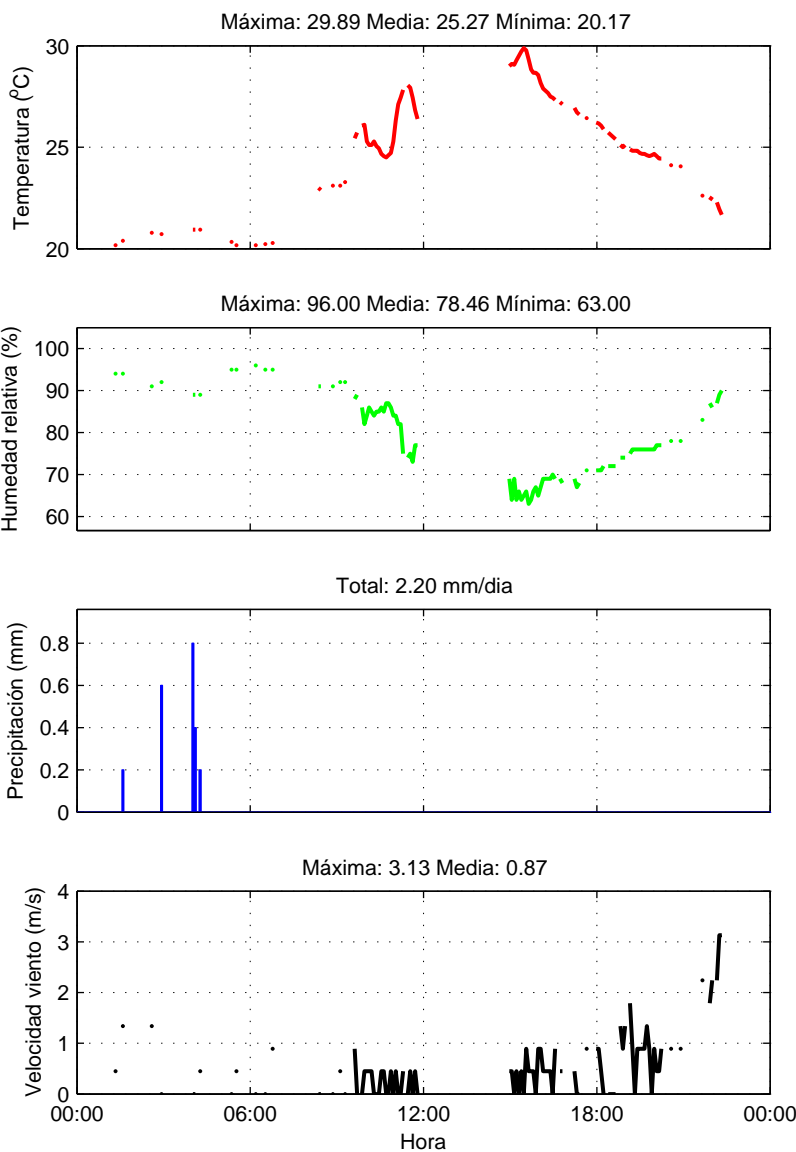 Máxima: 29.89 Media: 25.27 Mínima: 20.17
Temperatura (ºC)
30
25
20
Máxima: 96.00 Media: 78.46 Mínima: 63.00
Humedad relativa (%)
100
90
80
70
60
Total: 2.20 mm/dia
Precipitación (mm)
0.8
0.6
0.4
0.2
0
Máxima: 3.13 Media: 0.87
Velocidad viento (m/s)
4
3
2
1
0
00:00 06:00 12:00 18:00 00:00
Hora